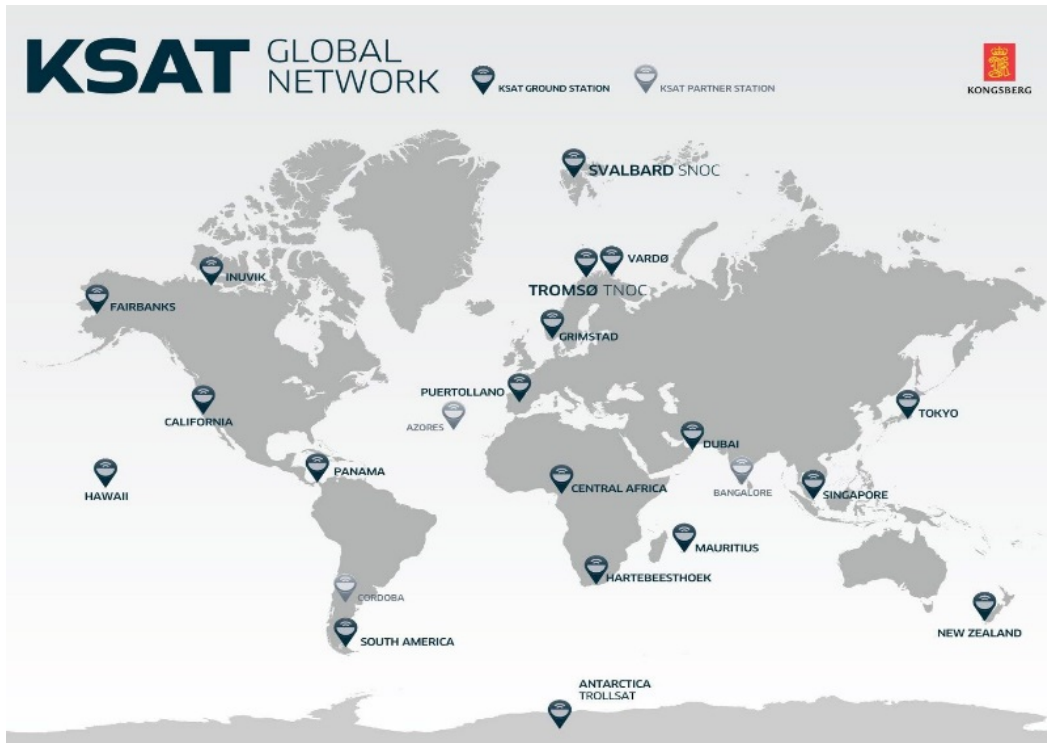 KSAT GLOBAL
NETWORK
KSAT GROUND STATION
KSAT PARTNER STATION
KONGSBERG
SVALBARD SNOC
VARDØ
TROMSØ TNOC
INUVIK
FAIRBANKS
GRIMSTAD
PUERTOLLANO
AZORES
CALIFORNIA
TOKYO
DUBAI
PANAMA
HAWAII
CENTRAL AFRICA
BANGALORE
SINGAPORE
MAURITIUS
HARTEBEESTHOEK
CORDOBA
SOUTH AMERICA
NEW ZEALAND
ANTARCTICA
TROLLSAT